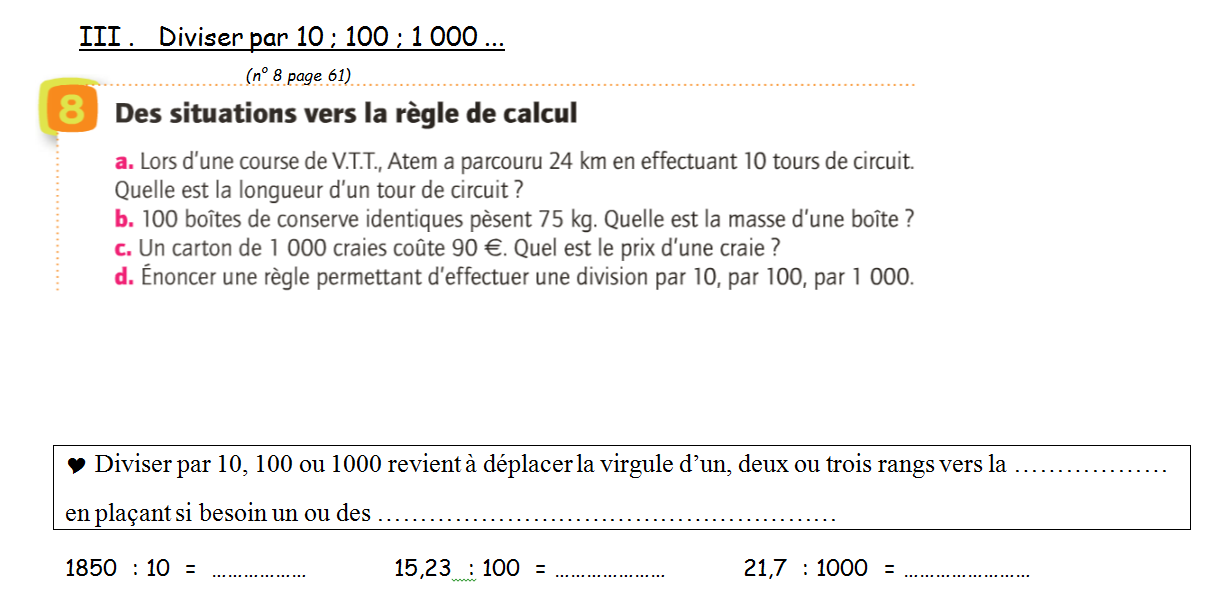 III . Diviser par 10 ; 100 ; 1 000 ...
(n° 8 page 61)
8 Des situations vers la règle de calcul
a. Lors d'une course de V.T.T., Atem a parcouru 24 km en effectuant 10 tours de circuit.
Quelle est la longueur d'un tour de circuit ?
b. 100 boîtes de conserve identiques pèsent 75 kg. Quelle est la masse d'une boîte ?
c. Un carton de 1 000 craies coûte 90 €. Quel est le prix d'une craie ?
d. Énoncer une règle permettant d'effectuer une division par 10, par 100, par 1 000.
♥ Diviser par 10, 100 ou 1000 revient à déplacer la virgule d'un, deux ou trois rangs vers la ………………
en plaçant si besoin un ou des ………………………………………………
1850 : 10 = ……………… 15,23 : 100 = ………………… 21,7 : 1000 = ……………………